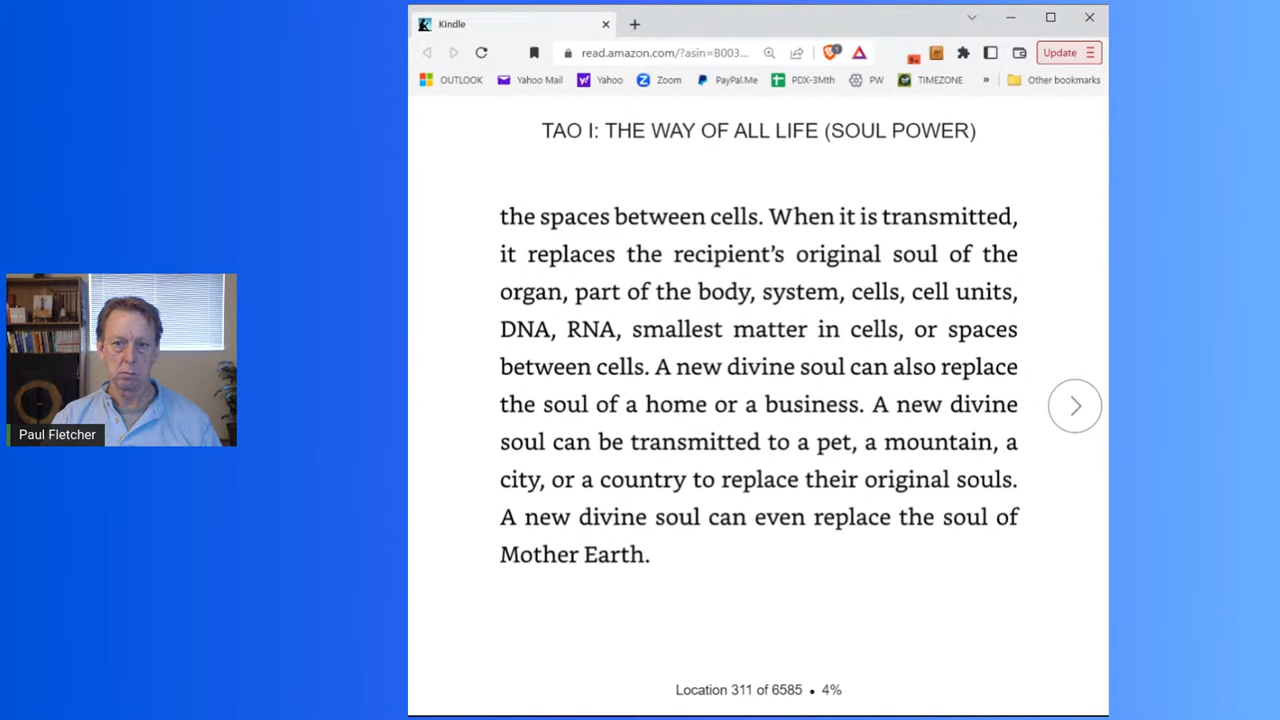 Kindle
read.amazon.com/?asin=B003...
Update
OUTLOOK Yahoo Mail Yahoo Zoom PayPal.Me PDX-3Mth PW TIMEZONE » Other bookmarks
TAO I: THE WAY OF ALL LIFE (SOUL POWER)
the spaces between cells. When it is transmitted,
it replaces the recipient’s original soul of the
organ, part of the body, system, cells, cell units,
DNA, RNA, smallest matter in cells, or spaces
between cells. A new divine soul can also replace
the soul of a home or a business. A new divine
soul can be transmitted to a pet, a mountain, a
city, or a country to replace their original souls.
A new divine soul can even replace the soul of
Mother Earth.
Paul Fletcher
Location 311 of 6585 • 4%